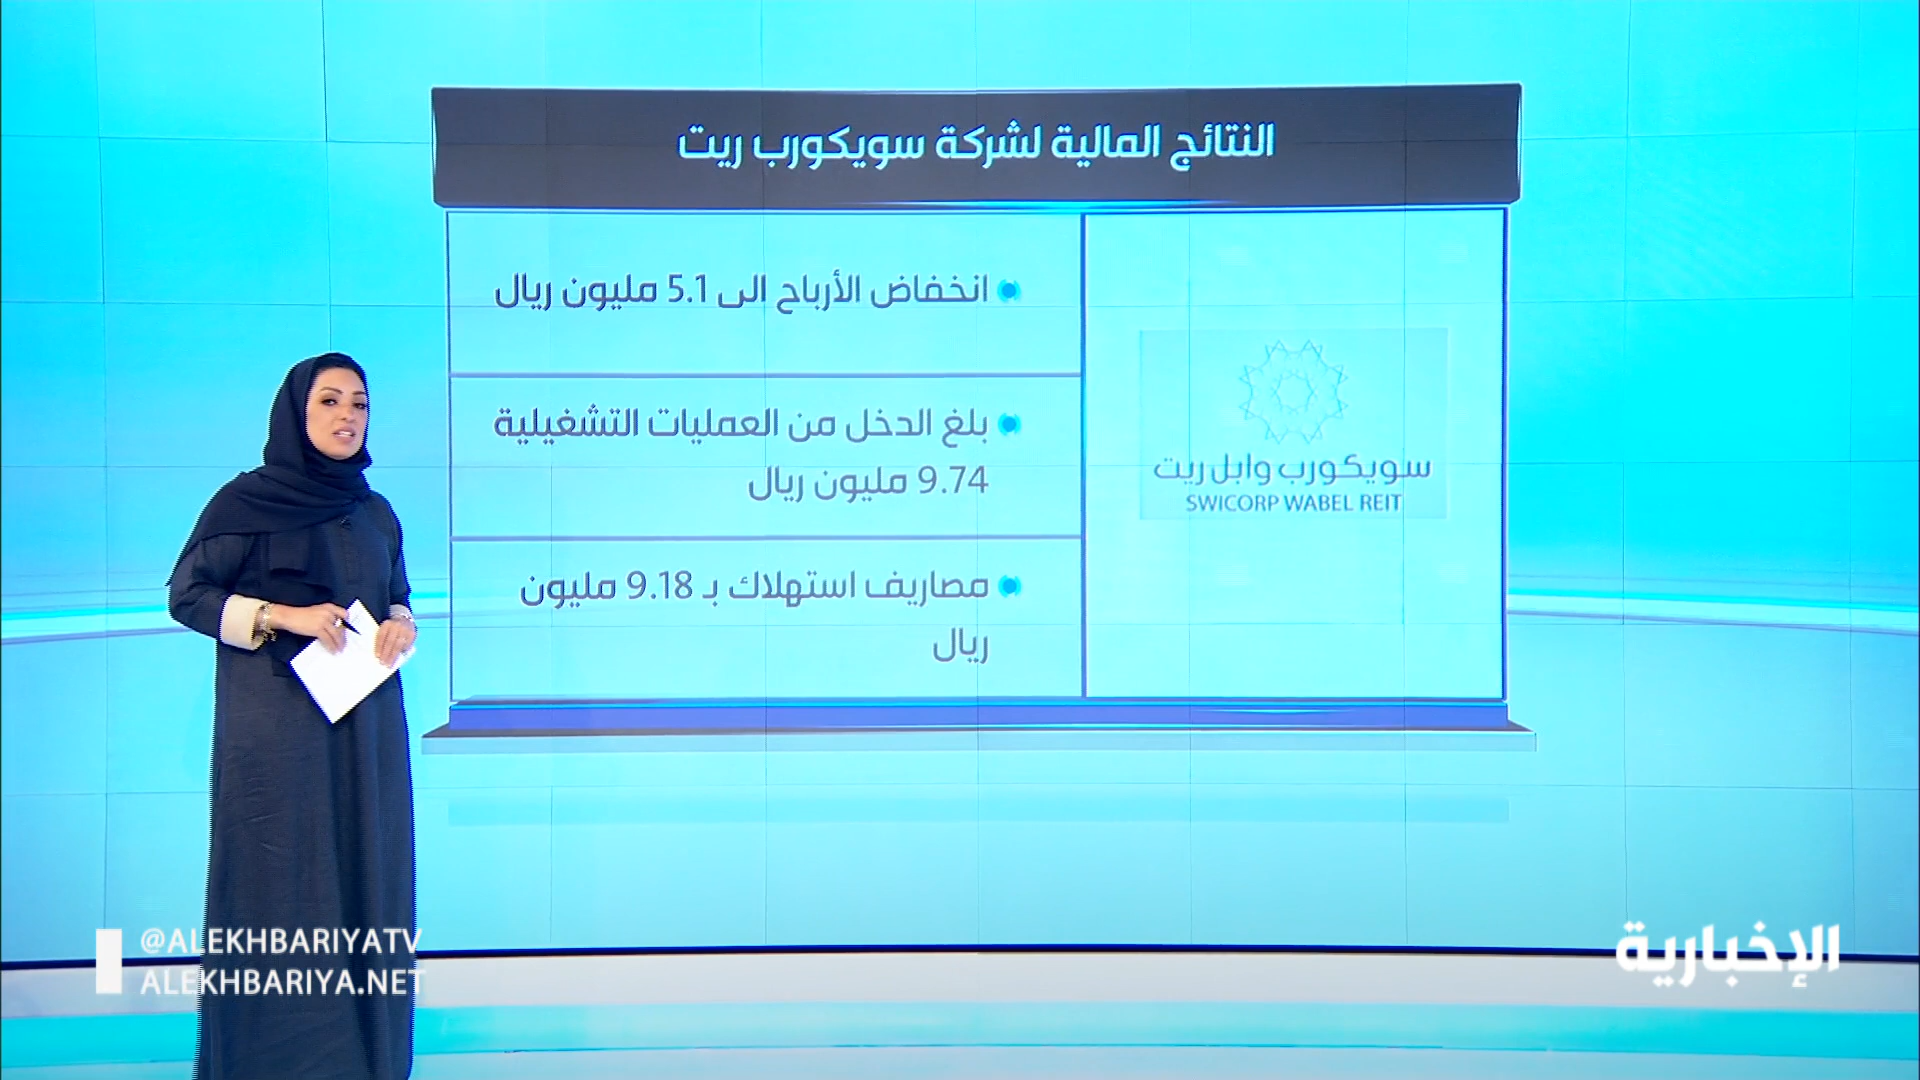 النتائج المالية لشركة سويكورب ريت
انخفاض الأرباح الى 5.1 مليون ريال
بلغ الدخل من العمليات التشغيلية
9.74 مليون ريال
مصاريف استهلاك بـ 9.18 مليون
ريال
سويكورب وابل ريت
SWICORP WABEL REIT
@ALEKHBARIYATV
ALEKHBARIYA.NET
الإخبارية